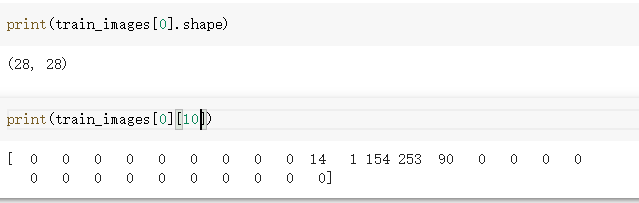 print(train_images[0].shape)
(28, 28)
print(train_images[0][10])
[  0   0   0   0   0   0   0   0   0  14   1 154 253  90   0   0   0   0
   0   0   0   0   0   0   0   0   0   0]